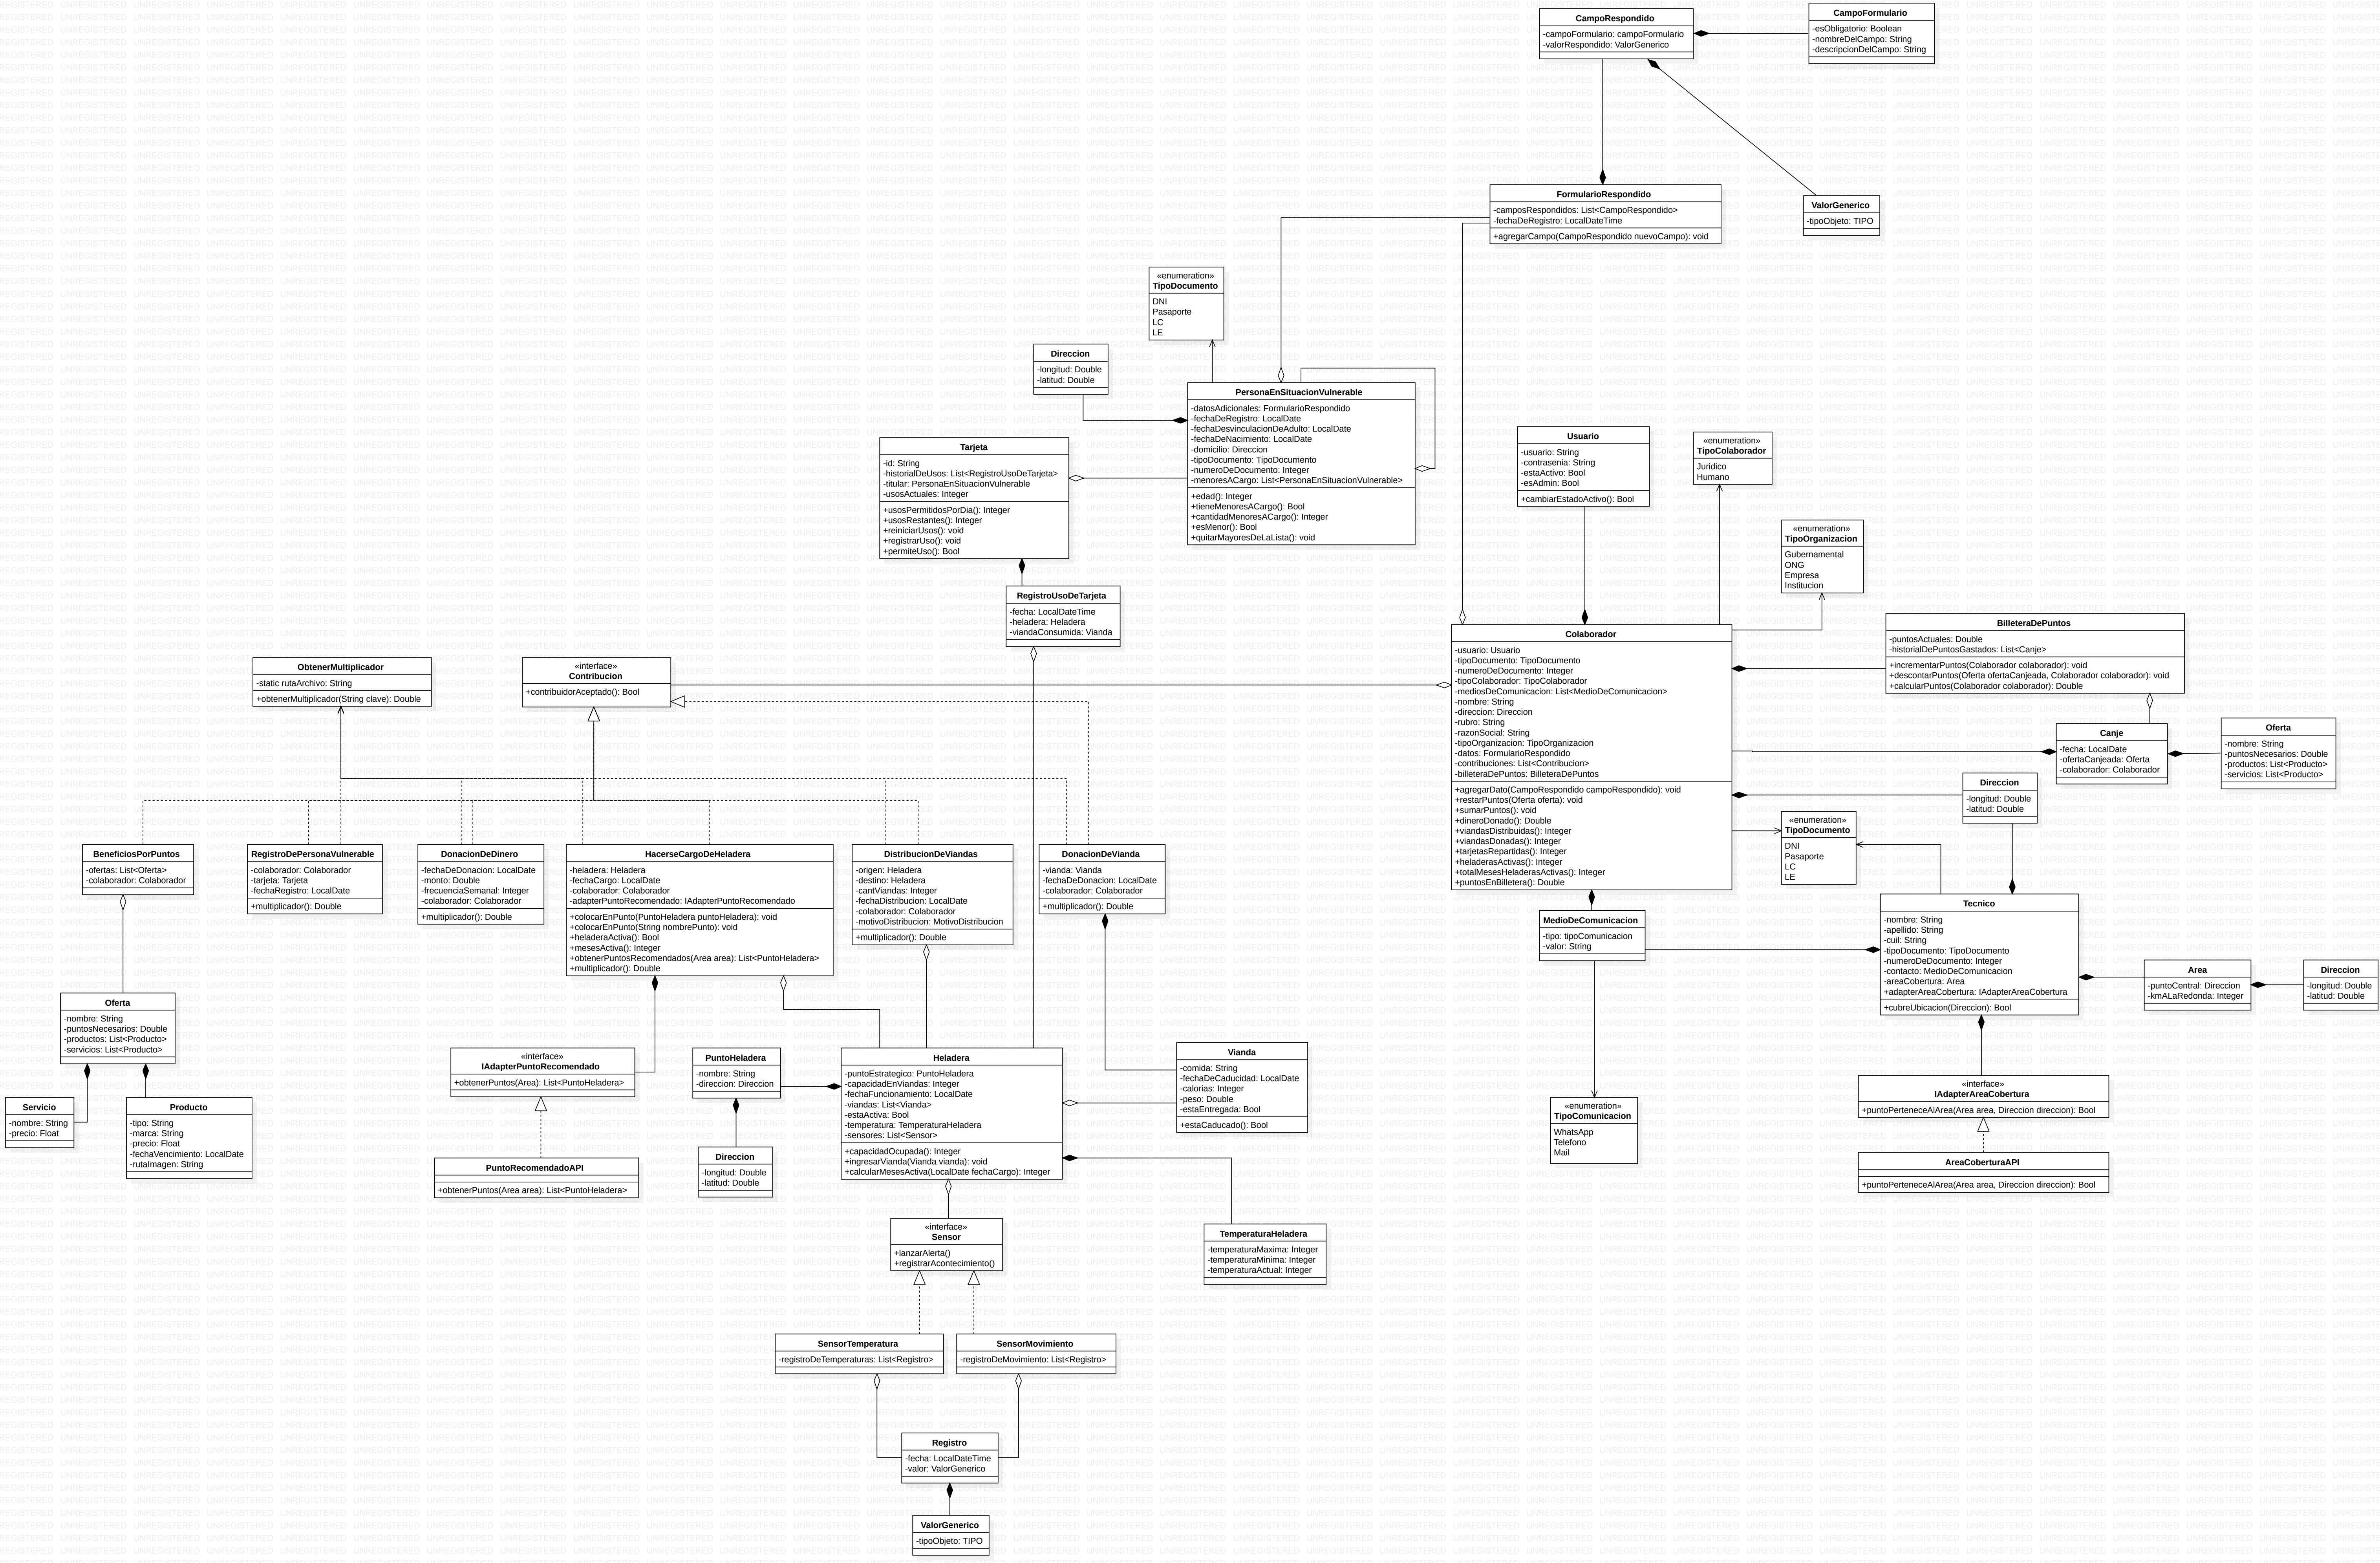 CampoRespondido
-campoFormulario: campoFormulario
-valorRespondido: ValorGenerico
CampoFormulario
-esObligatorio: Boolean
-nombreDelCampo: String
-descripcionDelCampo: String
FormularioRespondido
-camposRespondidos: List<CampoRespondido>
-fechaDeRegistro: LocalDateTime
+agregarCampo(CampoRespondido nuevoCampo): void
ValorGenerico
-tipoObjeto: TIPO
«enumeration»
TipoDocumento
DNI
Pasaporte
LC
LE
Direccion
-longitud: Double
-latitud: Double
PersonaEnSituacionVulnerable
-datosAdicionales: FormularioRespondido
-fechaDeRegistro: LocalDate
-fechaDesvinculacionDeAdulto: LocalDate
-fechaDeNacimiento: LocalDate
-domicilio: Direccion
-tipoDocumento: TipoDocumento
-numeroDeDocumento: Integer
-menoresACargo: List<PersonaEnSituacionVulnerable>
+edad(): Integer
+tieneMenoresACargo(): Bool
+cantidadMenoresACargo(): Integer
+esMenor(): Bool
+quitarMayoresDeLaLista(): void
Tarjeta
-id: String
-historialDeUsos: List<RegistroUsoDeTarjeta>
-titular: PersonaEnSituacionVulnerable
-usosActuales: Integer
+usosPermitidosPorDia(): Integer
+usosRestantes(): Integer
+reiniciarUsos(): void
+registrarUso(): void
+permiteUso(): Bool
Usuario
-usuario: String
-contrasenia: String
-estaActivo: Bool
-esAdmin: Bool
+cambiarEstadoActivo(): Bool
«enumeration»
TipoColaborador
Juridico
Humano
«enumeration»
TipoOrganizacion
Gubernamental
ONG
Empresa
Institucion
RegistroUsoDeTarjeta
-fecha: LocalDateTime
-heladera: Heladera
-viandaConsumida: Vianda
ObtenerMultiplicador
-static rutaArchivo: String
+obtenerMultiplicador(String clave): Double
«interface»
Contribucion
+contribuidorAceptado(): Bool
Colaborador
-usuario: Usuario
-tipoDocumento: TipoDocumento
-numeroDeDocumento: Integer
-tipoColaborador: TipoColaborador
-mediosDeComunicacion: List<MedioDeComunicacion>
-nombre: String
-direccion: Direccion
-rubro: String
-razonSocial: String
-tipoOrganizacion: TipoOrganizacion
-datos: FormularioRespondido
-contribuciones: List<Contribucion>
-billeteraDePuntos: BilleteraDePuntos
+agregarDato(CampoRespondido campoRespondido): void
+restarPuntos(Oferta oferta): void
+sumarPuntos(): void
+dineroDonado(): Double
+viandasDistribuidas(): Integer
+viandasDonadas(): Integer
+tarjetasRepartidas(): Integer
+heladerasActivas(): Integer
+totalMesesHeladerasActivas(): Integer
+puntosEnBilletera(): Double
BilleteraDePuntos
-puntosActuales: Double
-historialDePuntosGastados: List<Canje>
+incrementarPuntos(Colaborador colaborador): void
+descontarPuntos(Oferta ofertaCanjeada, Colaborador colaborador): void
+calcularPuntos(Colaborador colaborador): Double
Canje
-fecha: LocalDate
-ofertaCanjeada: Oferta
-colaborador: Colaborador
Oferta
-nombre: String
-puntosNecesarios: Double
-productos: List<Producto>
-servicios: List<Producto>
Direccion
-longitud: Double
-latitud: Double
«enumeration»
TipoDocumento
DNI
Pasaporte
LC
LE
BeneficiosPorPuntos
-ofertas: List<Oferta>
-colaborador: Colaborador
RegistroDePersonaVulnerable
-colaborador: Colaborador
-tarjeta: Tarjeta
-fechaRegistro: LocalDate
+multiplicador(): Double
DonacionDeDinero
-fechaDeDonacion: LocalDate
-monto: Double
-frecuenciaSemanal: Integer
-colaborador: Colaborador
+multiplicador(): Double
HacerseCargoDeHeladera
-heladera: Heladera
-fechaCargo: LocalDate
-colaborador: Colaborador
-adapterPuntoRecomendado: IAdapterPuntoRecomendado
+colocarEnPunto(PuntoHeladera puntoHeladera): void
+colocarEnPunto(String nombrePunto): void
+heladeraActiva(): Bool
+mesesActiva(): Integer
+obtenerPuntosRecomendados(Area area): List<PuntoHeladera>
+multiplicador(): Double
DistribucionDeViandas
-origen: Heladera
-destino: Heladera
-cantViandas: Integer
-fechaDistribucion: LocalDate
-colaborador: Colaborador
-motivoDistribucion: MotivoDistribucion
+multiplicador(): Double
DonacionDeVianda
-vianda: Vianda
-fechaDeDonacion: LocalDate
-colaborador: Colaborador
+multiplicador(): Double
MedioDeComunicacion
-tipo: tipoComunicacion
-valor: String
Tecnico
-nombre: String
-apellido: String
-cuil: String
-tipoDocumento: TipoDocumento
-numeroDeDocumento: Integer
-contacto: MedioDeComunicacion
-areaCobertura: Area
+adapterAreaCobertura: IAdapterAreaCobertura
+cubreUbicacion(Direccion): Bool
Area
-puntoCentral: Direccion
-kmALaRedonda: Integer
Direccion
-longitud: Double
-latitud: Double
Oferta
-nombre: String
-puntosNecesarios: Double
-productos: List<Producto>
-servicios: List<Producto>
Servicio
-nombre: String
-precio: Float
Producto
-tipo: String
-marca: String
-precio: Float
-fechaVencimiento: LocalDate
-rutaImagen: String
«interface»
IAdapterPuntoRecomendado
+obtenerPuntos(Area): List<PuntoHeladera>
PuntoRecomendadoAPI
+obtenerPuntos(Area area): List<PuntoHeladera>
PuntoHeladera
-nombre: String
-direccion: Direccion
Direccion
-longitud: Double
-latitud: Double
Heladera
-puntoEstrategico: PuntoHeladera
-capacidadEnViandas: Integer
-fechaFuncionamiento: LocalDate
-viandas: List<Vianda>
-estaActiva: Bool
-temperatura: TemperaturaHeladera
-sensores: List<Sensor>
+capacidadOcupada(): Integer
+ingresarVianda(Vianda vianda): void
+calcularMesesActiva(LocalDate fechaCargo): Integer
Vianda
-comida: String
-fechaDeCaducidad: LocalDate
-calorias: Integer
-peso: Double
-estaEntregada: Bool
+estaCaducado(): Bool
«enumeration»
TipoComunicacion
WhatsApp
Telefono
Mail
«interface»
IAdapterAreaCobertura
+puntoPerteneceAlArea(Area area, Direccion direccion): Bool
AreaCoberturaAPI
+puntoPerteneceAlArea(Area area, Direccion direccion): Bool
«interface»
Sensor
+lanzarAlerta()
+registrarAcontecimiento()
TemperaturaHeladera
-temperaturaMaxima: Integer
-temperaturaMinima: Integer
-temperaturaActual: Integer
SensorTemperatura
-registroDeTemperaturas: List<Registro>
SensorMovimiento
-registroDeMovimiento: List<Registro>
Registro
-fecha: LocalDateTime
-valor: ValorGenerico
ValorGenerico
-tipoObjeto: TIPO